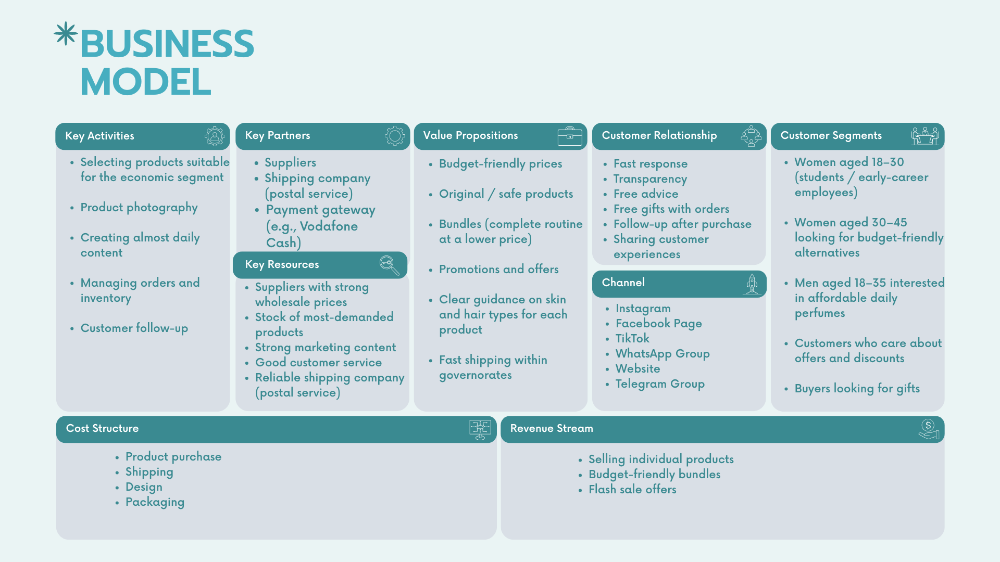 BUSINESS
MODEL
Key Activities
Selecting products suitable
for the economic segment
Product photography
Creating almost daily
content
Managing orders and
inventory
Customer follow-up
Key Partners
Suppliers
Shipping company
(postal service)
Payment gateway
(e.g., Vodafone
Cash)
Key Resources
Suppliers with strong
wholesale prices
Stock of most-demanded
products
Strong marketing content
Good customer service
Reliable shipping company
(postal service)
Value Propositions
Budget-friendly prices
Original / safe products
Bundles (complete routine
at a lower price)
Promotions and offers
Clear guidance on skin
and hair types for each
product
Fast shipping within
governorates
Customer Relationship
Fast response
Transparency
Free advice
Free gifts with orders
Follow-up after purchase
Sharing customer
experiences
Channel
Instagram
Facebook Page
TikTok
WhatsApp Group
Website
Telegram Group
Customer Segments
Women aged 18–30
(students / early-career
employees)
Women aged 30–45
looking for budget-friendly
alternatives
Men aged 18–35 interested
in affordable daily
perfumes
Customers who care about
offers and discounts
Buyers looking for gifts
Cost Structure
Product purchase
Shipping
Design
Packaging
Revenue Stream
$
Selling individual products
Budget-friendly bundles
Flash sale offers